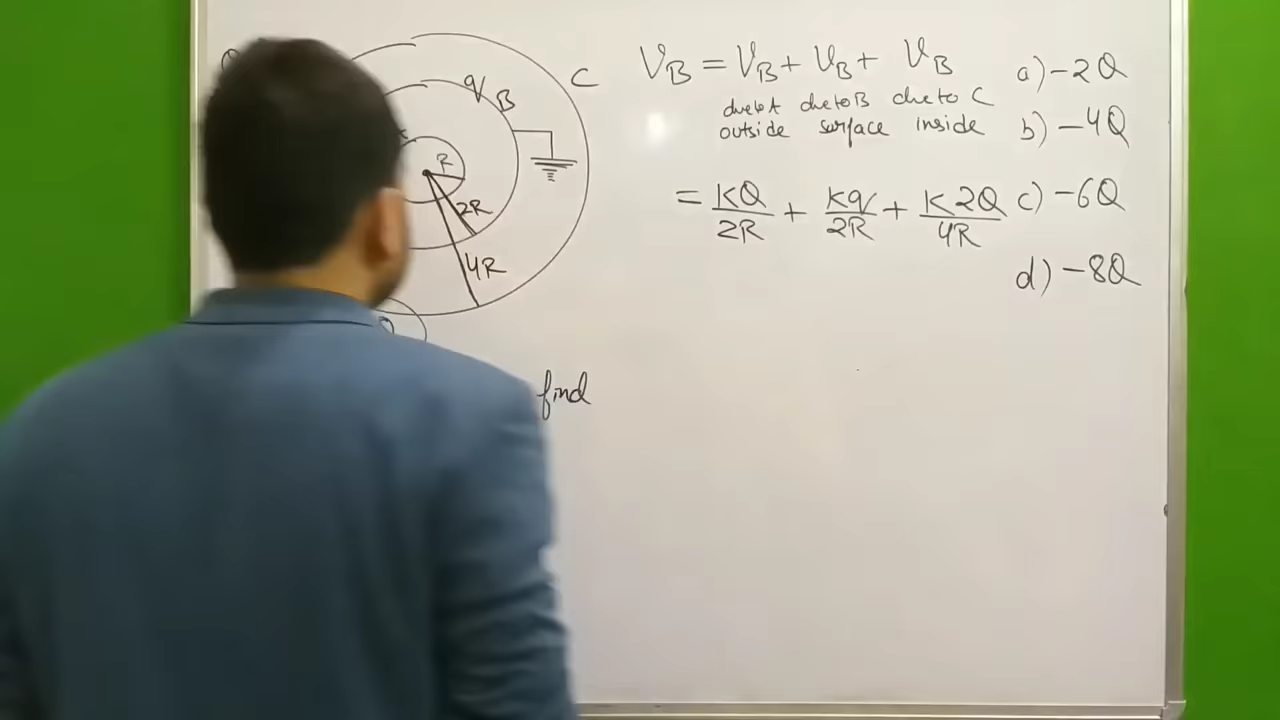 C
q B
R
2R
4R
Q
find
V_B = V_B + V_B + V_B
due to A due to B due to C
outside surface inside
= KQ/2R + Kq/2R + K2Q/4R
a) -2Q
b) -4Q
c) -6Q
d) -8Q